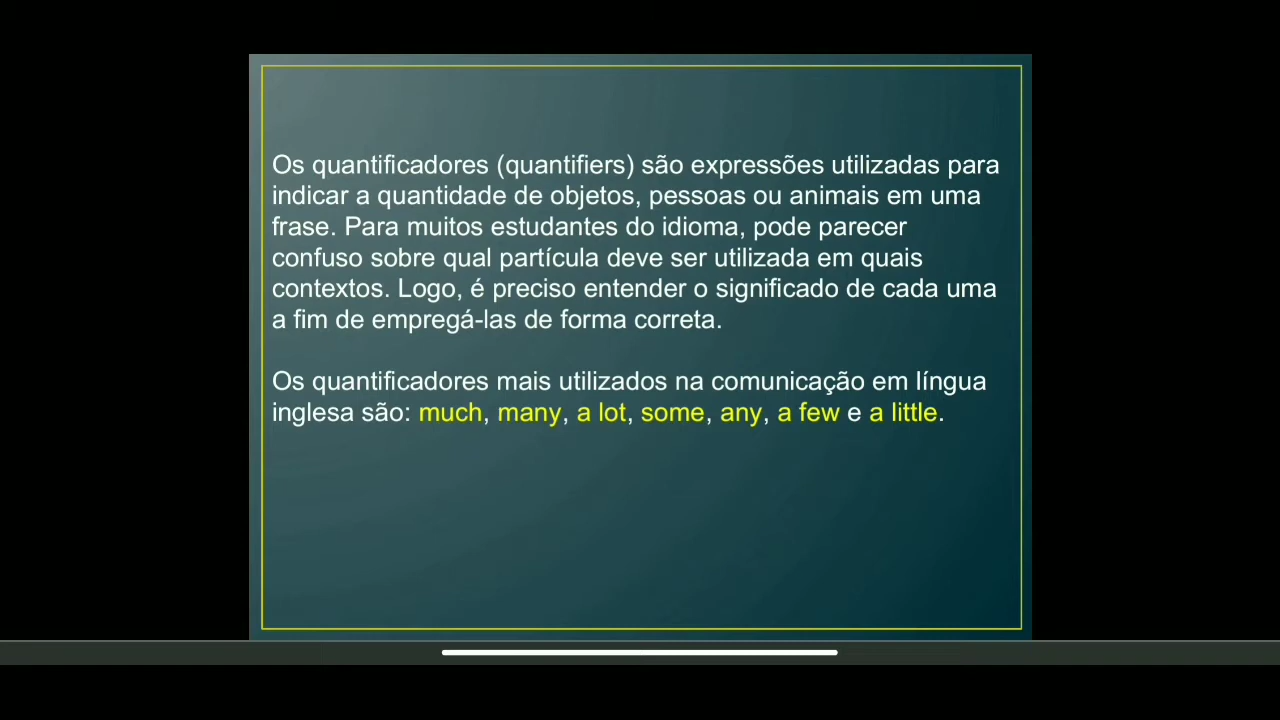 Os quantificadores (quantifiers) são expressões utilizadas para
indicar a quantidade de objetos, pessoas ou animais em uma
frase. Para muitos estudantes do idioma, pode parecer
confuso sobre qual partícula deve ser utilizada em quais
contextos. Logo, é preciso entender o significado de cada uma
a fim de empregá-las de forma correta.
Os quantificadores mais utilizados na comunicação em língua
inglesa são: much, many, a lot, some, any, a few e a little.